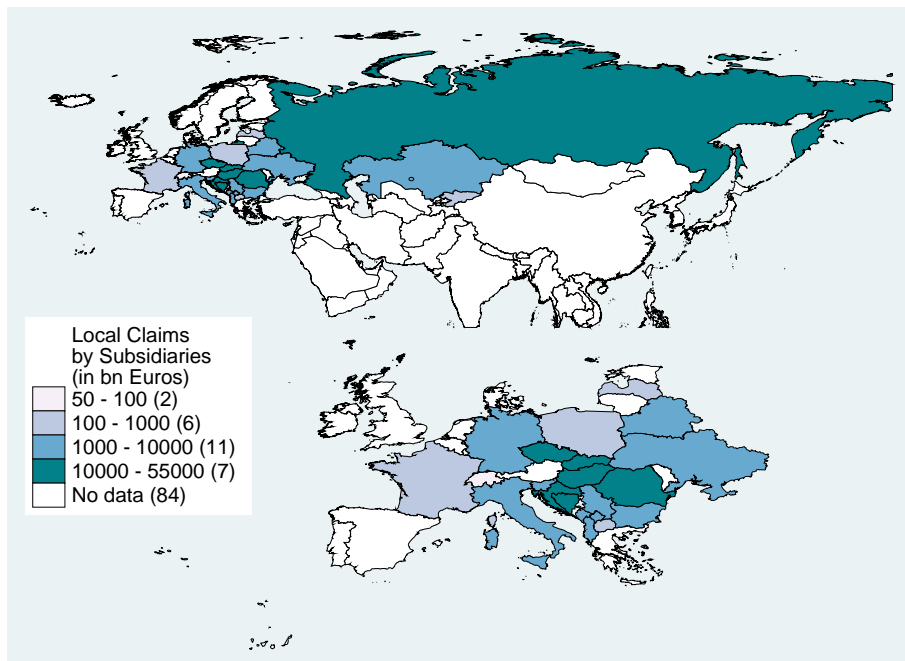 Local Claims
by Subsidiaries
(in bn Euros)
50 - 100 (2)
100 - 1000 (6)
1000 - 10000 (11)
10000 - 55000 (7)
No data (84)